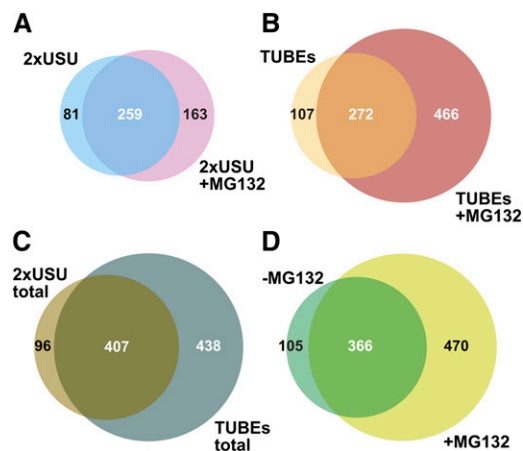 A
2xUSU
81
259
163
2xUSU
+MG132
B
TUBEs
107
272
466
TUBEs
+MG132
C
2xUSU
total
96
407
438
TUBEs
total
D
-MG132
105
366
470
+MG132